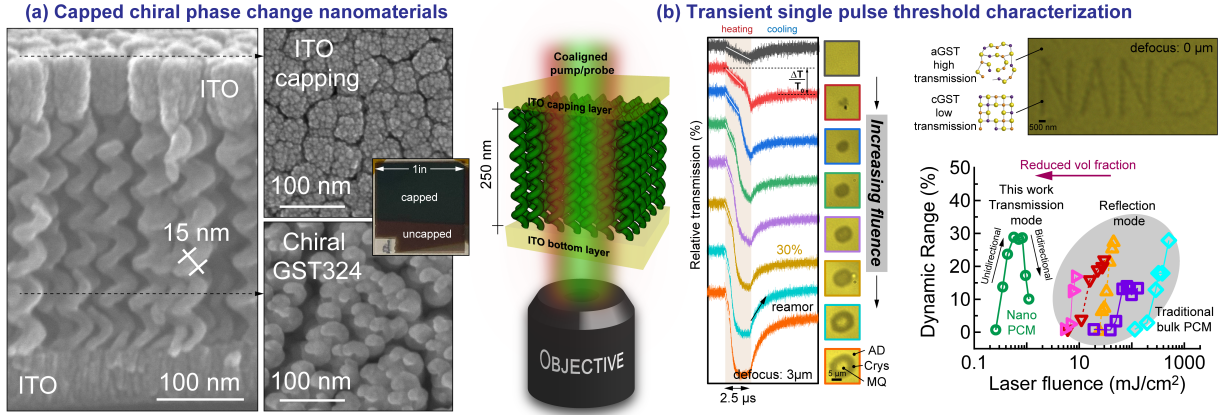 (a) Capped chiral phase change nanomaterials
ITO
15 nm
ITO
100 nm
ITO
capping
100 nm
1in
capped
uncapped
Chiral
GST324
100 nm
Coaligned
pump/probe
ITO capping layer
250 nm
ITO bottom layer
OBJECTIVE
(b) Transient single pulse threshold characterization
heating
cooling
Relative transmission (%)
ΔT
T₀
30%
reamor
defocus: 3μm
2.5 μs
Increasing fluence
AD
Crys
MQ
5 μm
aGST
high
transmission
cGST
low
transmission
defocus: 0 μm
NANO
500 nm
Reduced vol fraction
Dynamic Range (%)
50
40
30
20
10
0
This work
Transmission
mode
Reflection
mode
Unidirectional
Bidirectional
Nano
PCM
Traditional
bulk PCM
0.1
10
1000
Laser fluence (mJ/cm²)